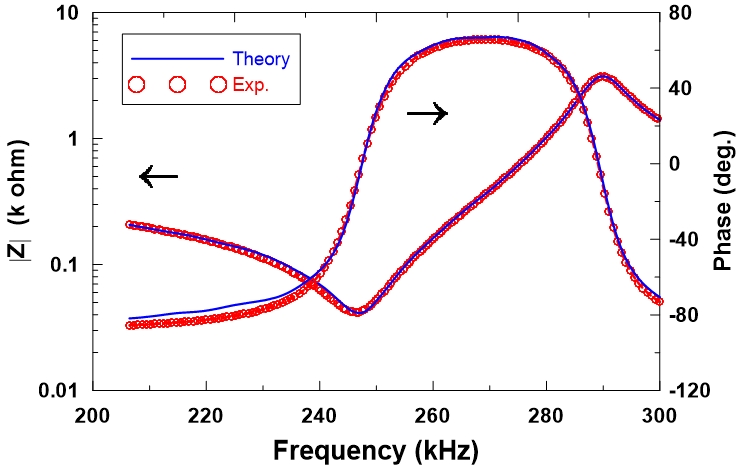 10
1
0.1
0.01
|Z| (k ohm)
Theory
Exp.
80
40
0
-40
-80
-120
Phase (deg.)
200 220 240 260 280 300
Frequency (kHz)